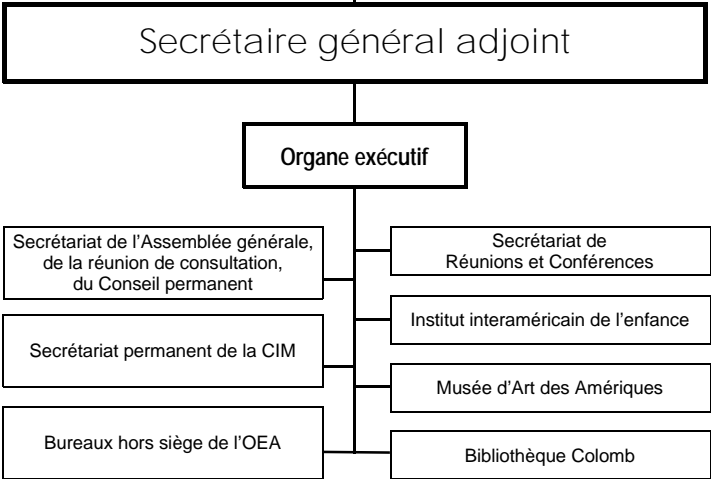 Secrétaire général adjoint
Organe exécutif
Secrétariat de l’Assemblée générale,
de la réunion de consultation,
du Conseil permanent
Secrétariat permanent de la CIM
Bureaux hors siège de l’OEA
Secrétariat de
Réunions et Conférences
Institut interaméricain de l’enfance
Musée d’Art des Amériques
Bibliothèque Colomb